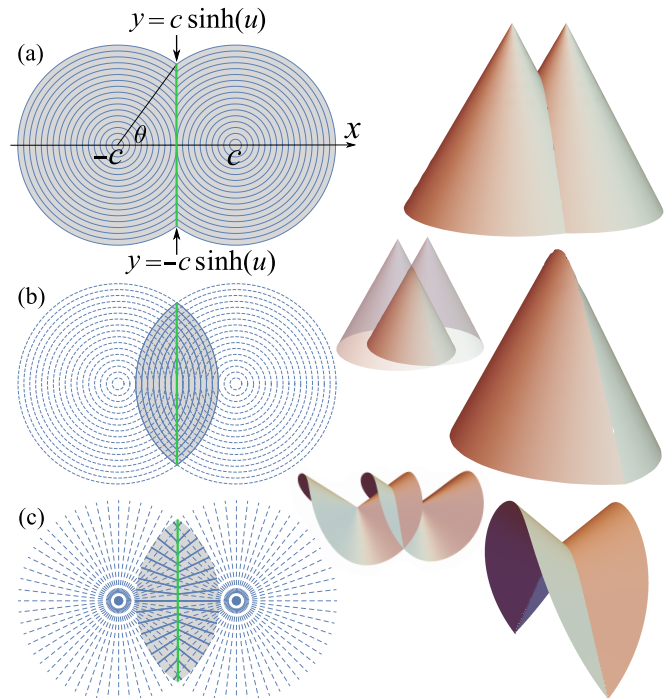 y = c sinh(u)
(a)
θ
x
-c
c
y = -c sinh(u)
(b)
(c)